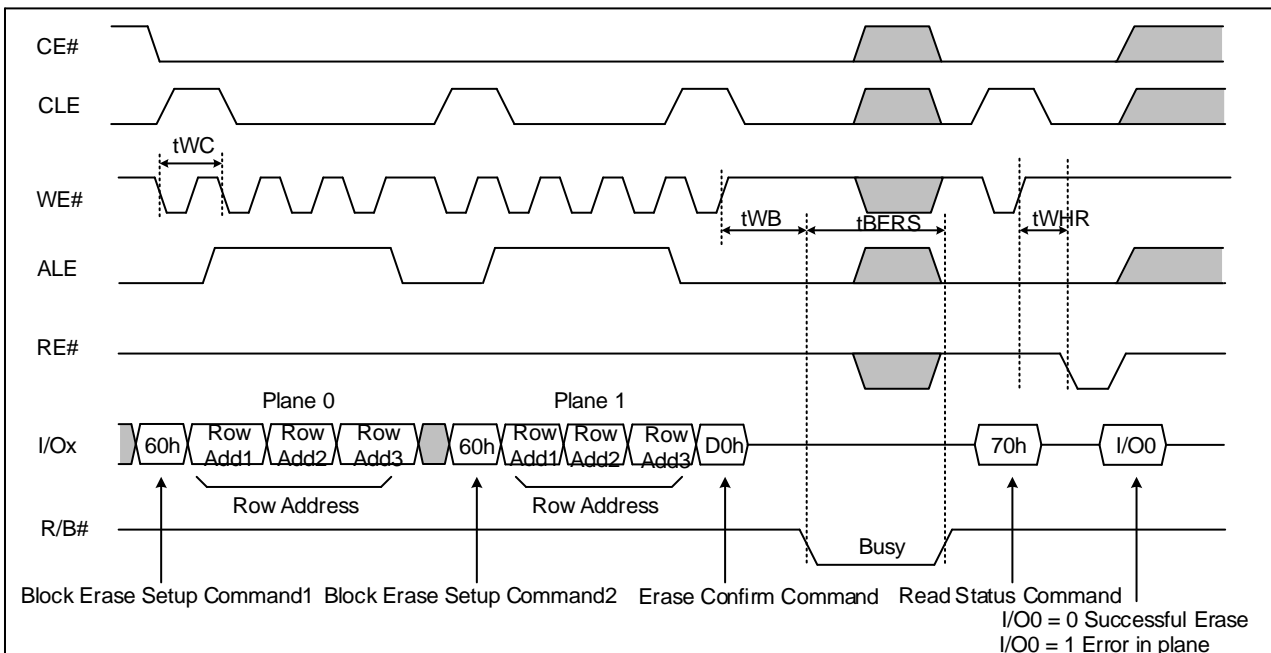 CE#
CLE
tWC
WE#
tWB
tBERS
tWHR
ALE
RE#
Plane 0
Plane 1
I/Ox
60h
Row Add1
Row Add2
Row Add3
60h
Row Add1
Row Add2
Row Add3
D0h
70h
I/O0
Row Address
Row Address
R/B#
Busy
Block Erase Setup Command1
Block Erase Setup Command2
Erase Confirm Command
Read Status Command
I/O0 = 0 Successful Erase
I/O0 = 1 Error in plane